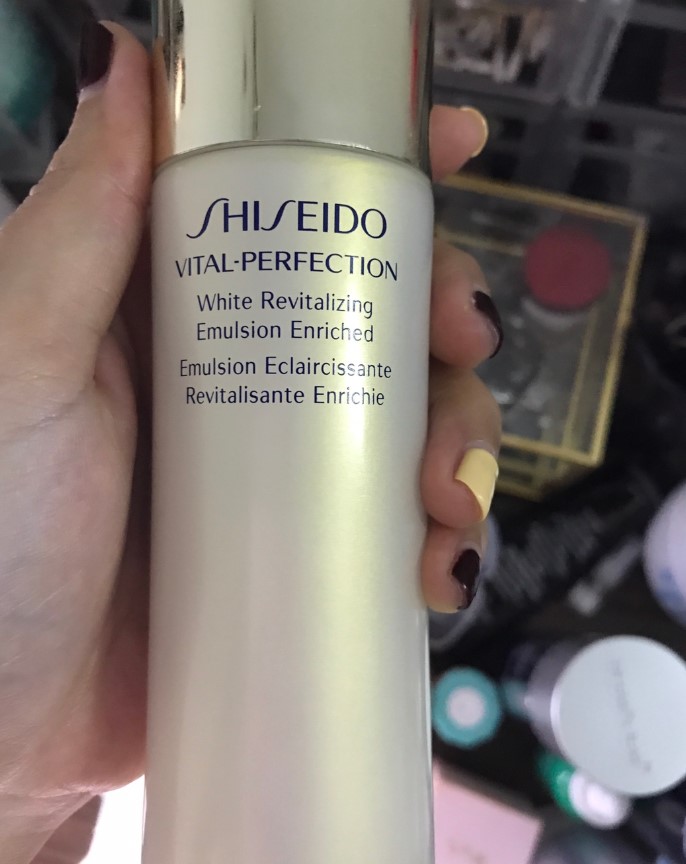 SHISEIDO
VITAL-PERFECTION
White Revitalizing
Emulsion Enriched
Emulsion Eclaircissante
Revitalisante Enrichie